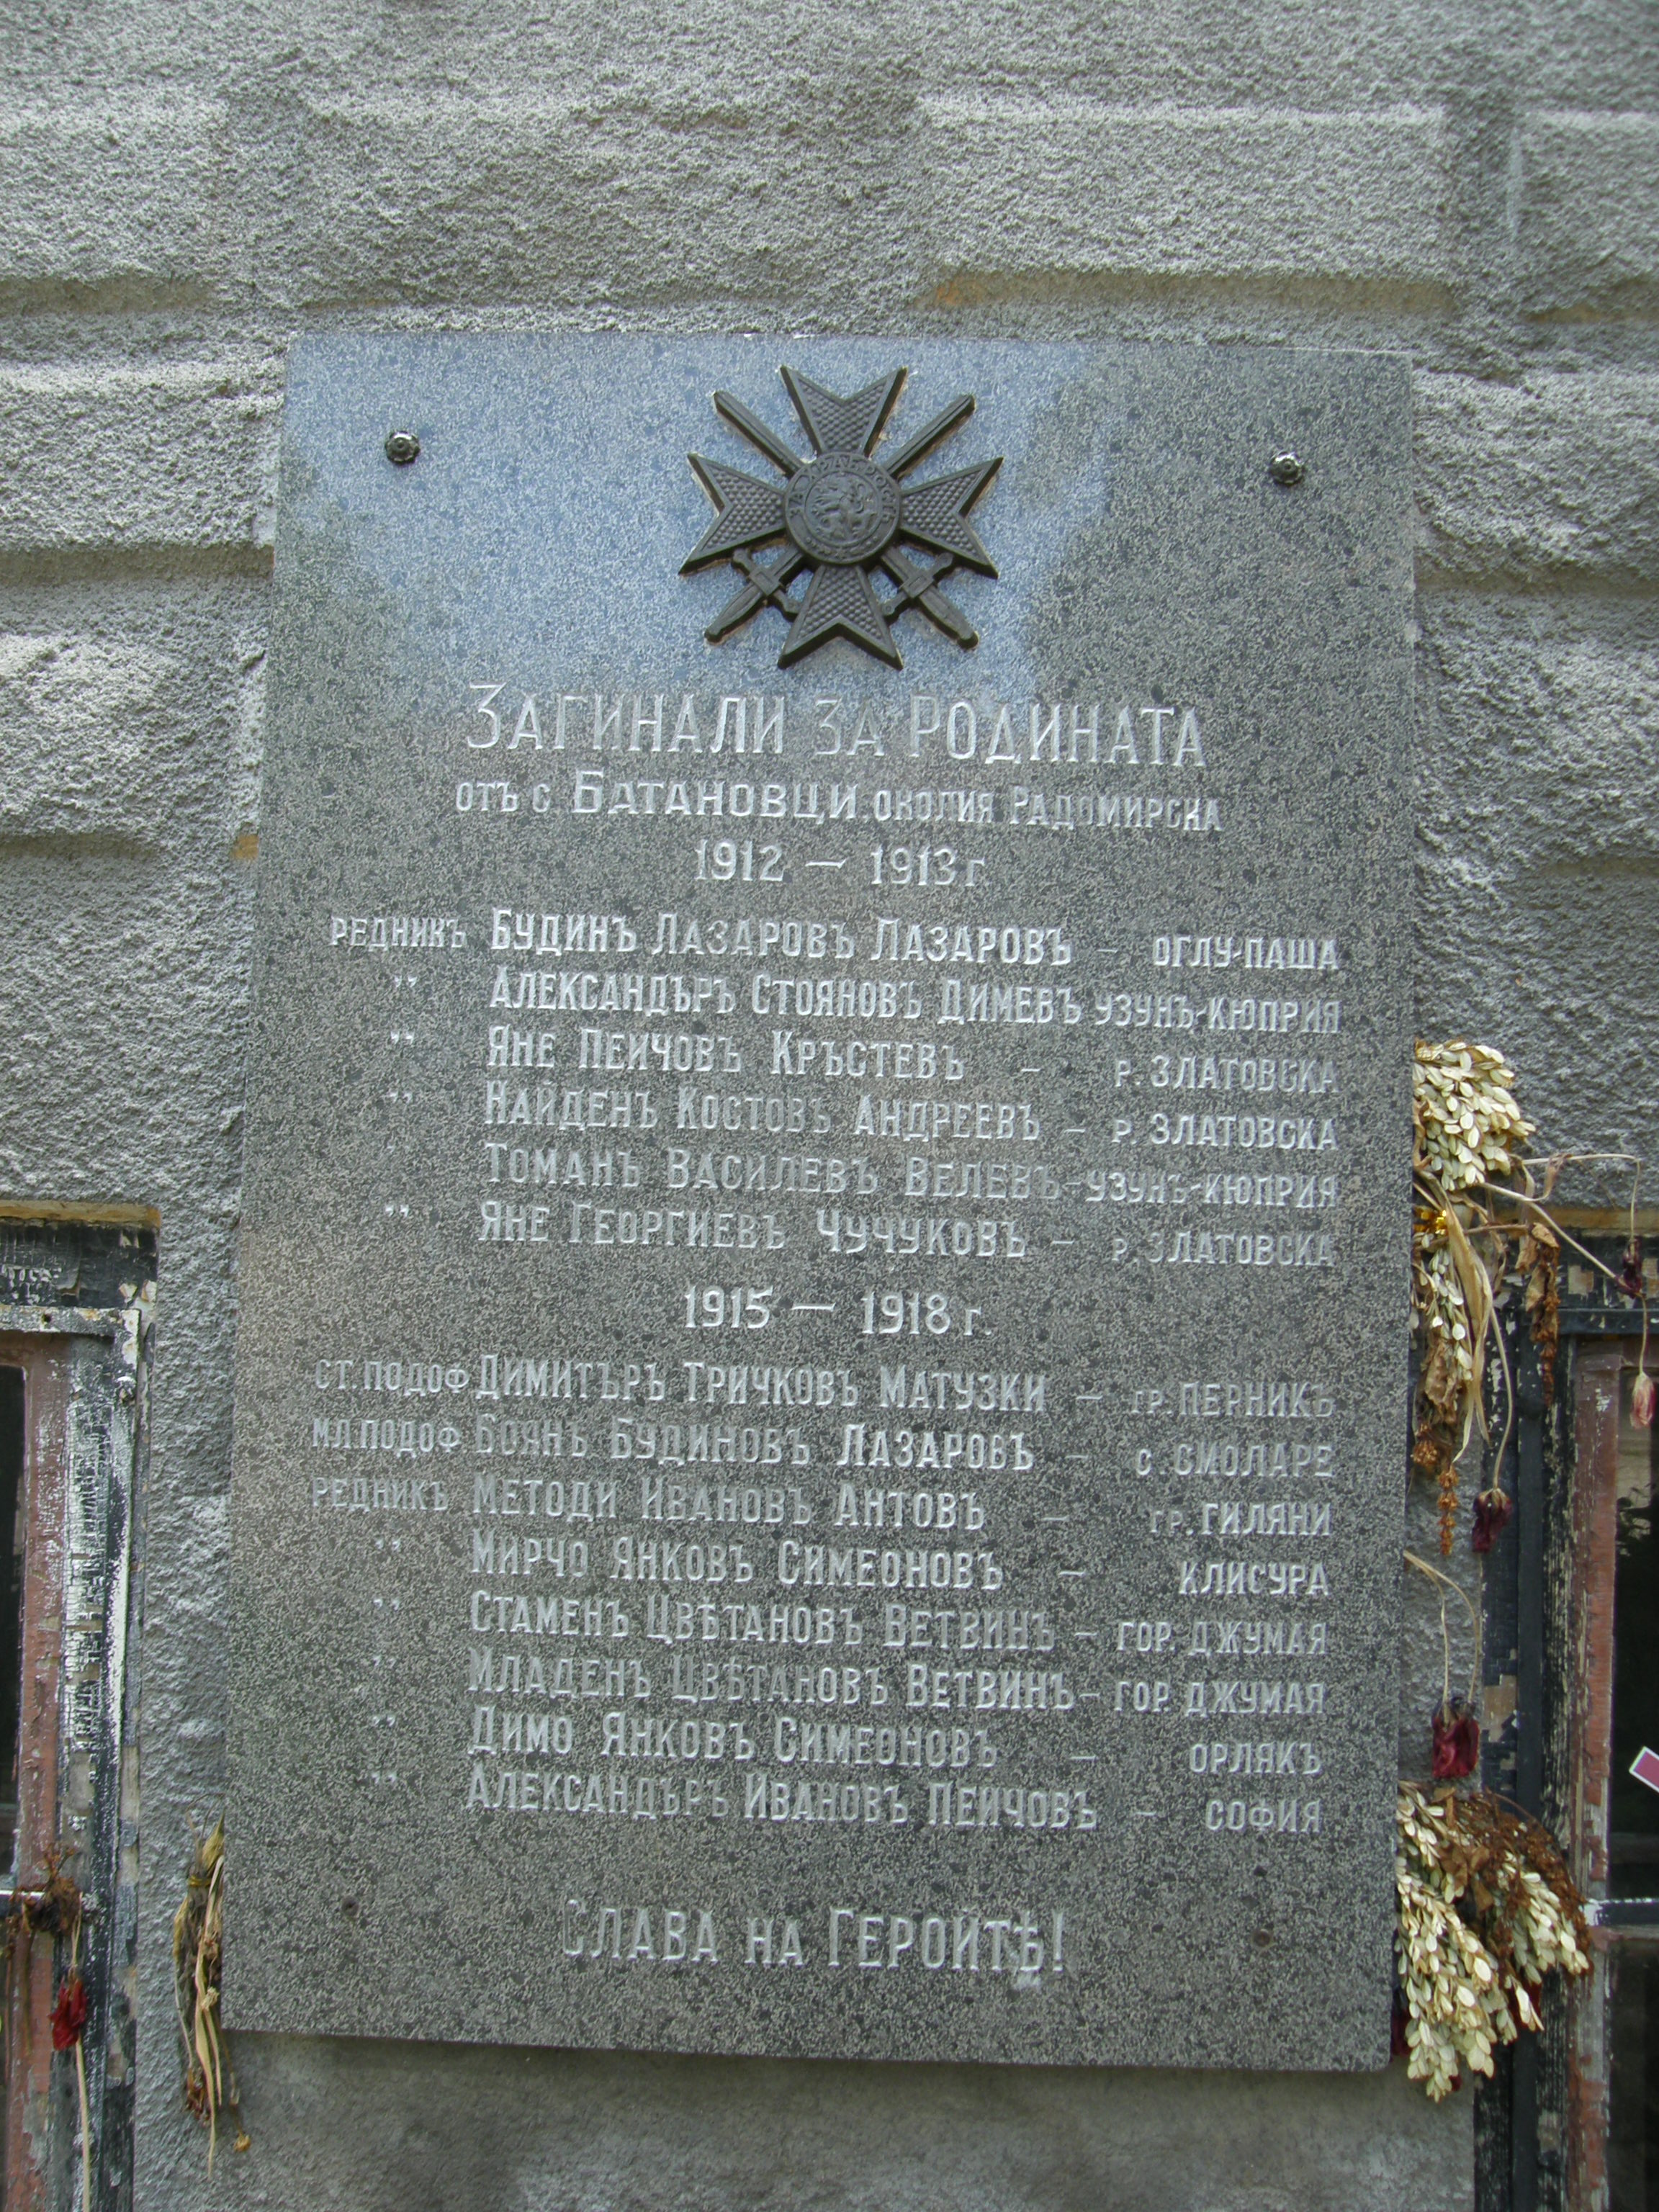 ЗАГИНАЛИ ЗА РОДИНАТА
отъ с. БАТАНОВЦИ. околия РАДОМИРСКА
1912 – 1913 г.
РЕДНИКЪ БУДИНЪ ЛАЗАРОВЪ ЛАЗАРОВЪ – ОГЛУ-ПАША
" АЛЕКСАНДЪРЪ СТОЯНОВЪ ДИМЕВЪ УЗУНЪ-КЮПРИЯ
" ЯНЕ ПЕЙЧОВЪ КРЪСТЕВЪ – Р. ЗЛАТОВСКА
" НАЙДЕНЪ КОСТОВЪ АНДРЕЕВЪ – Р. ЗЛАТОВСКА
" ТОМАНЪ ВАСИЛЕВЪ ВЕЛЕВЪ-УЗУНЪ-КЮПРИЯ
" ЯНЕ ГЕОРГИЕВЪ ЧУЧУКОВЪ – Р. ЗЛАТОВСКА
1915 – 1918 г.
СТ. ПОДОФ ДИМИТЪРЪ ТРИЧКОВЪ МАТУЗКИ – ГР. ПЕРНИКЪ
МЛ. ПОДОФ БОЯНЪ БУДИНОВЪ ЛАЗАРОВЪ – С. СМОЛАРЕ
РЕДНИКЪ МЕТОДИ ИВАНОВЪ АНТОВЪ – ГР. ГИЛЯНИ
" МИРЧО ЯНКОВЪ СИМЕОНОВЪ – КЛИСУРА
" СТАМЕНЪ ЦВѢТАНОВЪ ВЕТВИНЪ – ГОР. ДЖУМАЯ
" МЛАДЕНЪ ЦВѢТАНОВЪ ВЕТВИНЪ – ГОР. ДЖУМАЯ
" ДИМО ЯНКОВЪ СИМЕОНОВЪ – ОРЛЯКЪ
" АЛЕКСАНДЪРЪ ИВАНОВЪ ПЕЙЧОВЪ – СОФИЯ
СЛАВА НА ГЕРОЙТѢ!